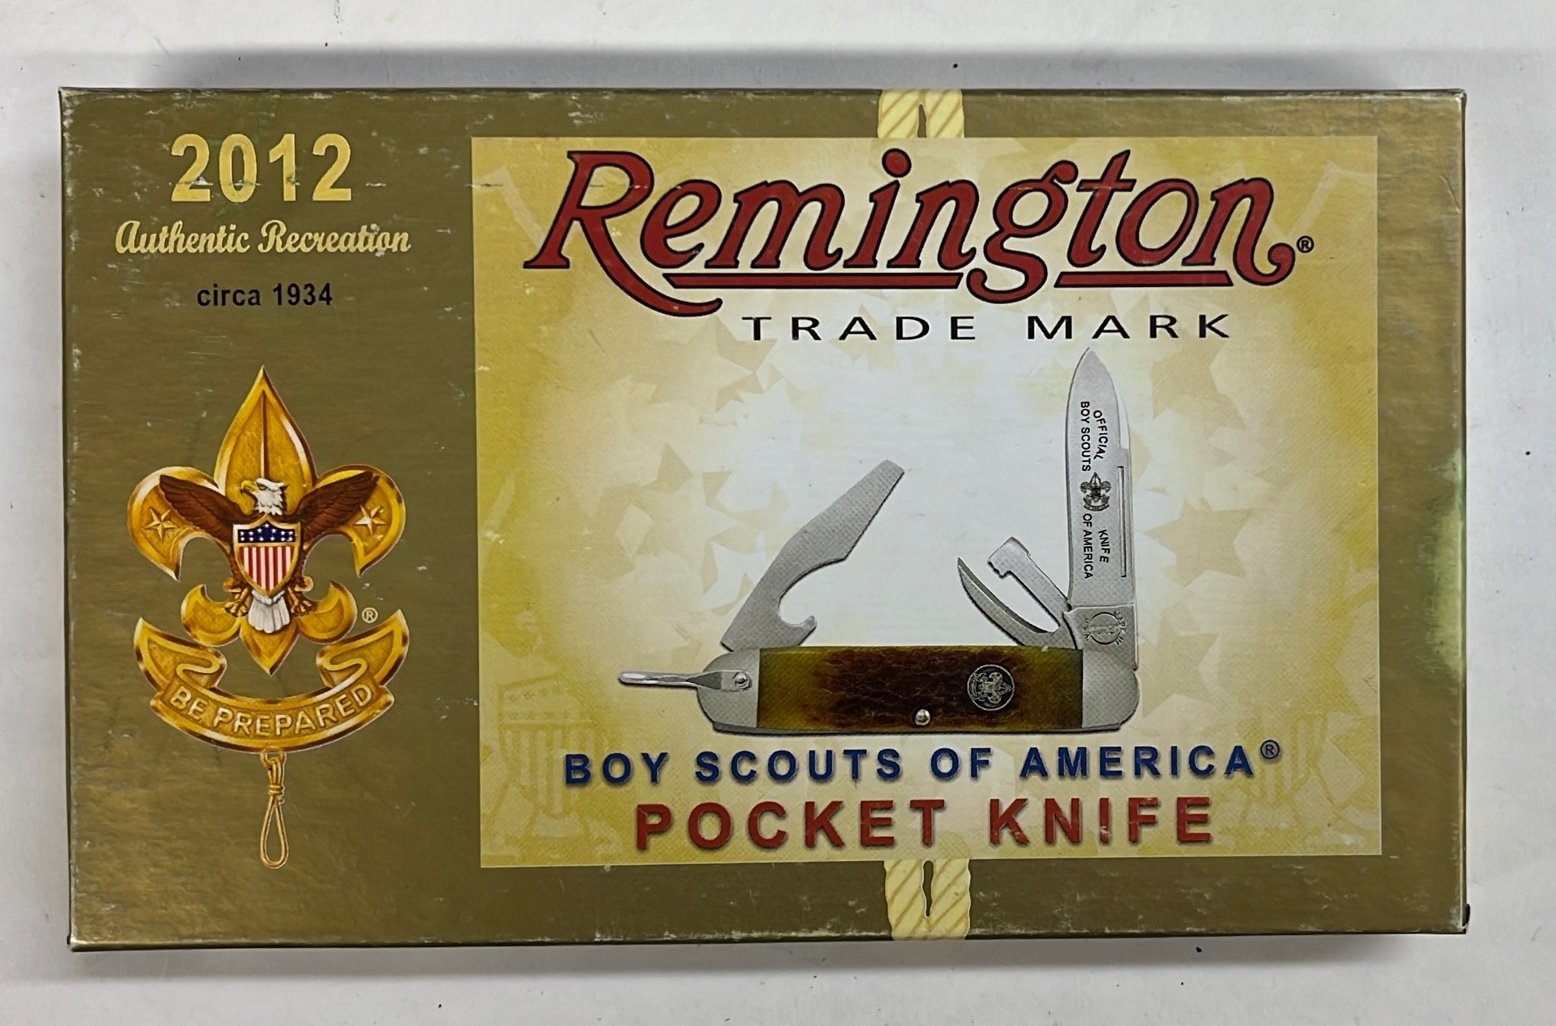 2012
Authentic Recreation
circa 1934
Remington®
TRADE MARK
OFFICIAL KNIFE
BOY SCOUTS OF AMERICA
®
BE PREPARED
BOY SCOUTS OF AMERICA®
POCKET KNIFE